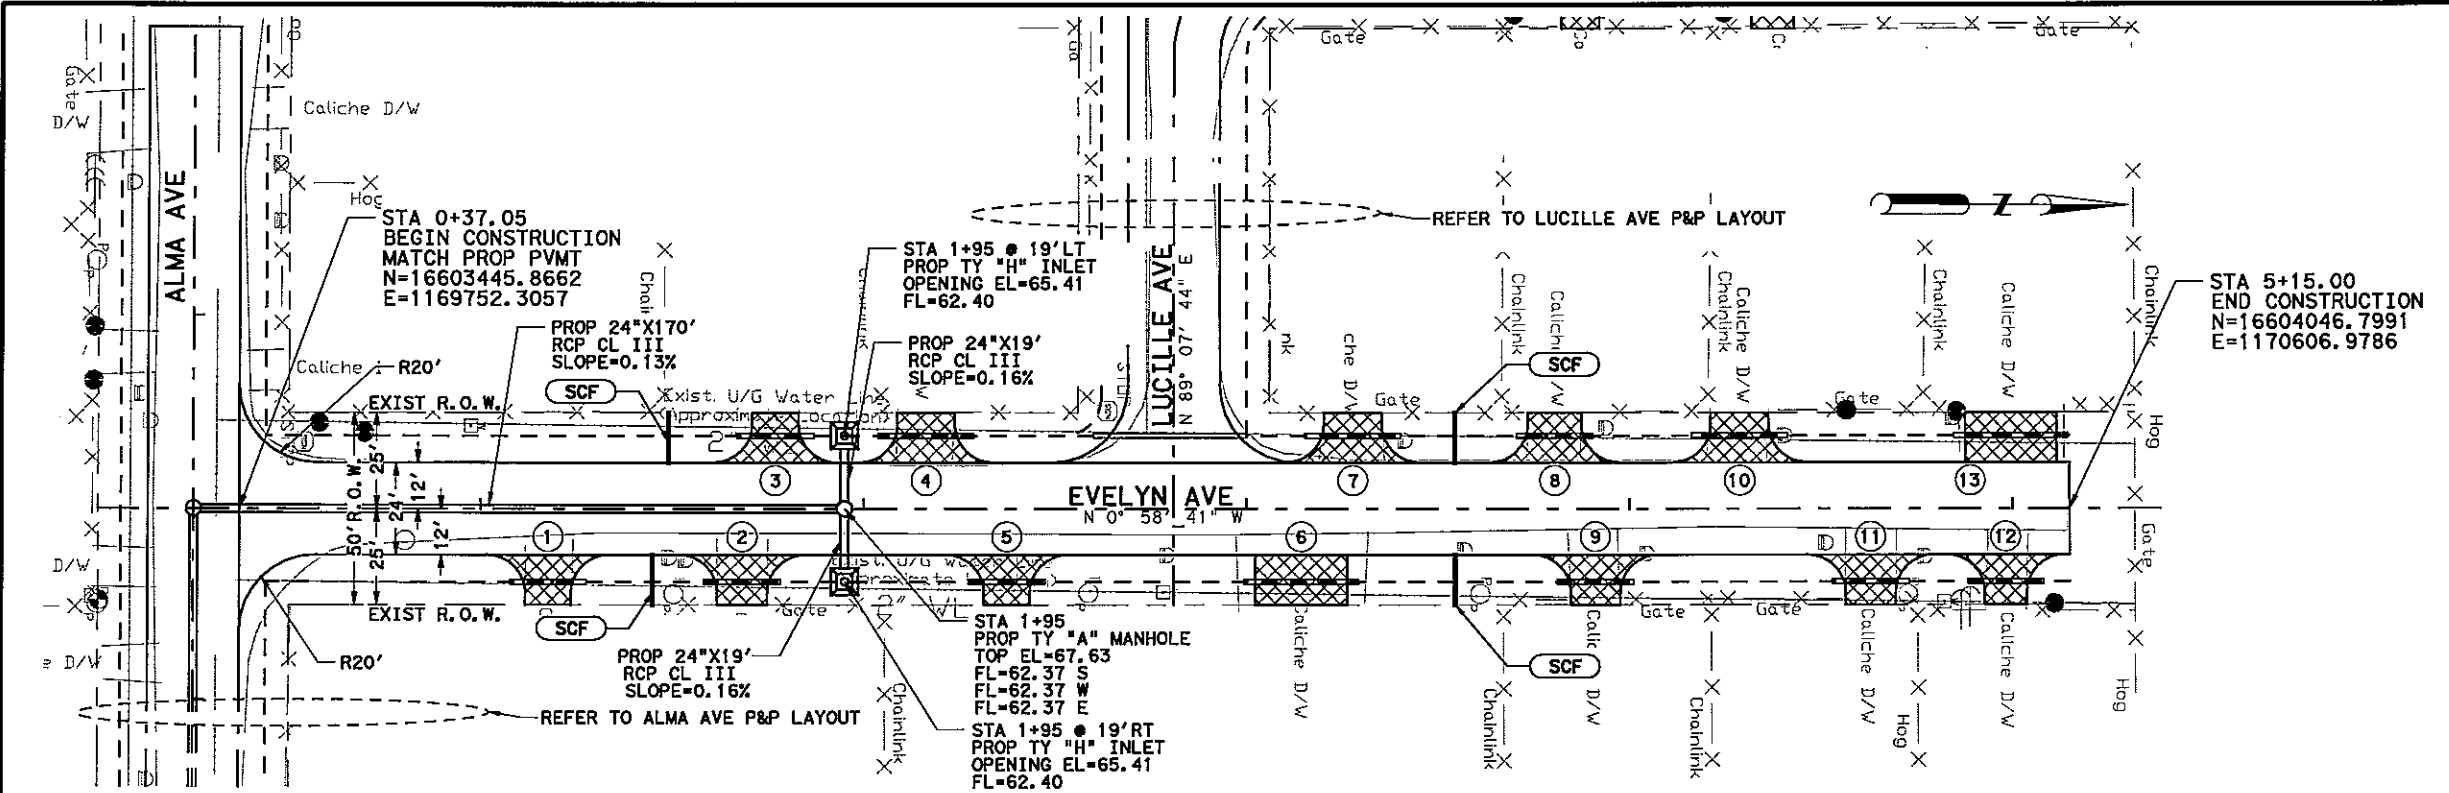 Gate
D/W
Caliche D/W
Hog
ALMA AVE
STA 0+37.05
BEGIN CONSTRUCTION
MATCH PROP PVMT
N=16603445.8662
E=1169752.3057
PROP 24"X170'
RCP CL III
SLOPE=0.13%
SCF
Caliche
R20'
EXIST R.O.W.
Exist. U/G Water Line
(Approximate Location)
STA 1+95 @ 19'LT
PROP TY "H" INLET
OPENING EL=65.41
FL=62.40
PROP 24"X19'
RCP CL III
SLOPE=0.16%
LUCILLE AVE
N 89° 07' 44" E
REFER TO LUCILLE AVE P&P LAYOUT
Gate
Gate
Z
STA 5+15.00
END CONSTRUCTION
N=16604046.7991
E=1170606.9786
Chainlink
Caliche D/W
Chainlink
Chainlink
Caliche D/W
Chainlink
SCF
Gate
Gate
Hog
3
4
7
8
10
13
50' R.O.W.
25'
25'
24'
12'
12'
EVELYN AVE
N 0° 58' 41" W
1
2
5
6
9
11
12
D/W
EXIST R.O.W.
SCF
Gate
R20'
PROP 24"X19'
RCP CL III
SLOPE=0.16%
REFER TO ALMA AVE P&P LAYOUT
Chainlink
STA 1+95
PROP TY "A" MANHOLE
TOP EL=67.63
FL=62.37 S
FL=62.37 W
FL=62.37 E
STA 1+95 @ 19'RT
PROP TY "H" INLET
OPENING EL=65.41
FL=62.40
Caliche D/W
Chainlink
SCF
D/W
Gate
Gate
Chainlink
Caliche D/W
Hog
Caliche D/W
Gate
Hog